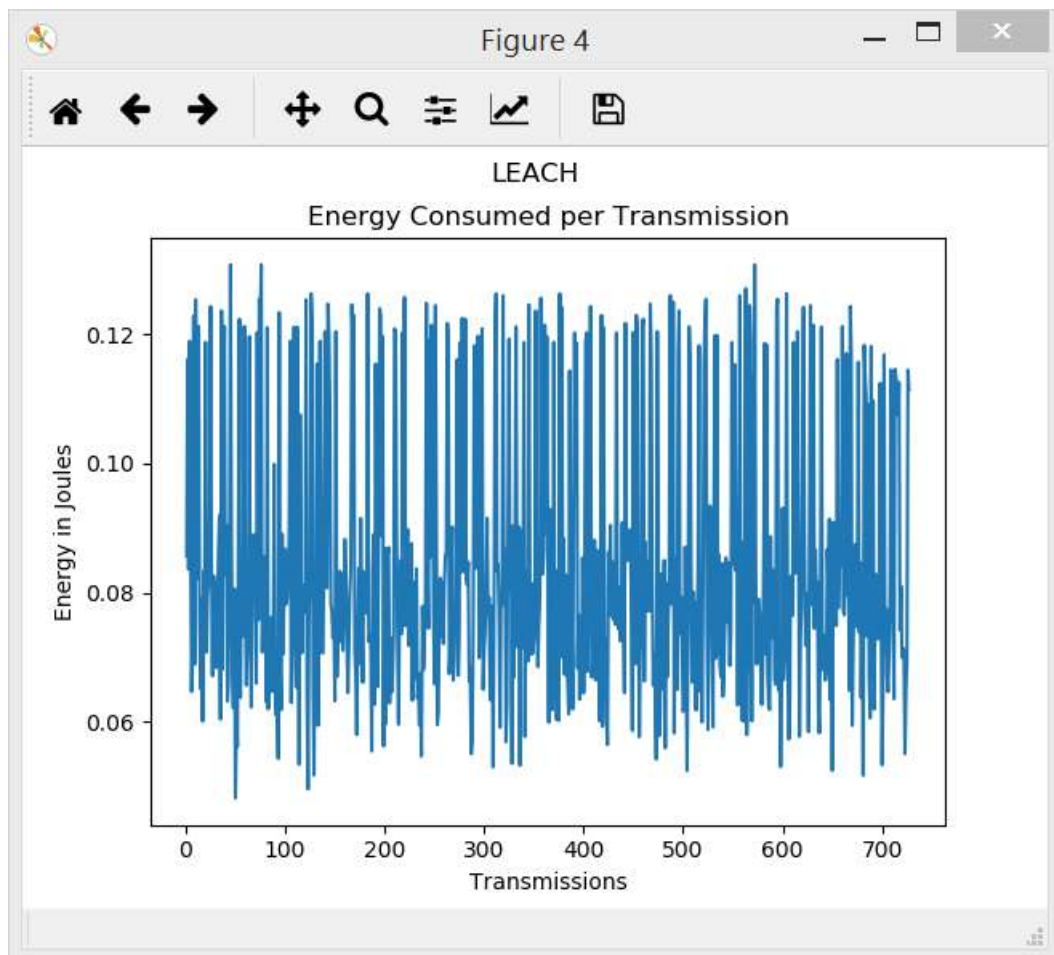 Figure 4
LEACH
Energy Consumed per Transmission
Energy in Joules
0.12
0.10
0.08
0.06
0 100 200 300 400 500 600 700
Transmissions